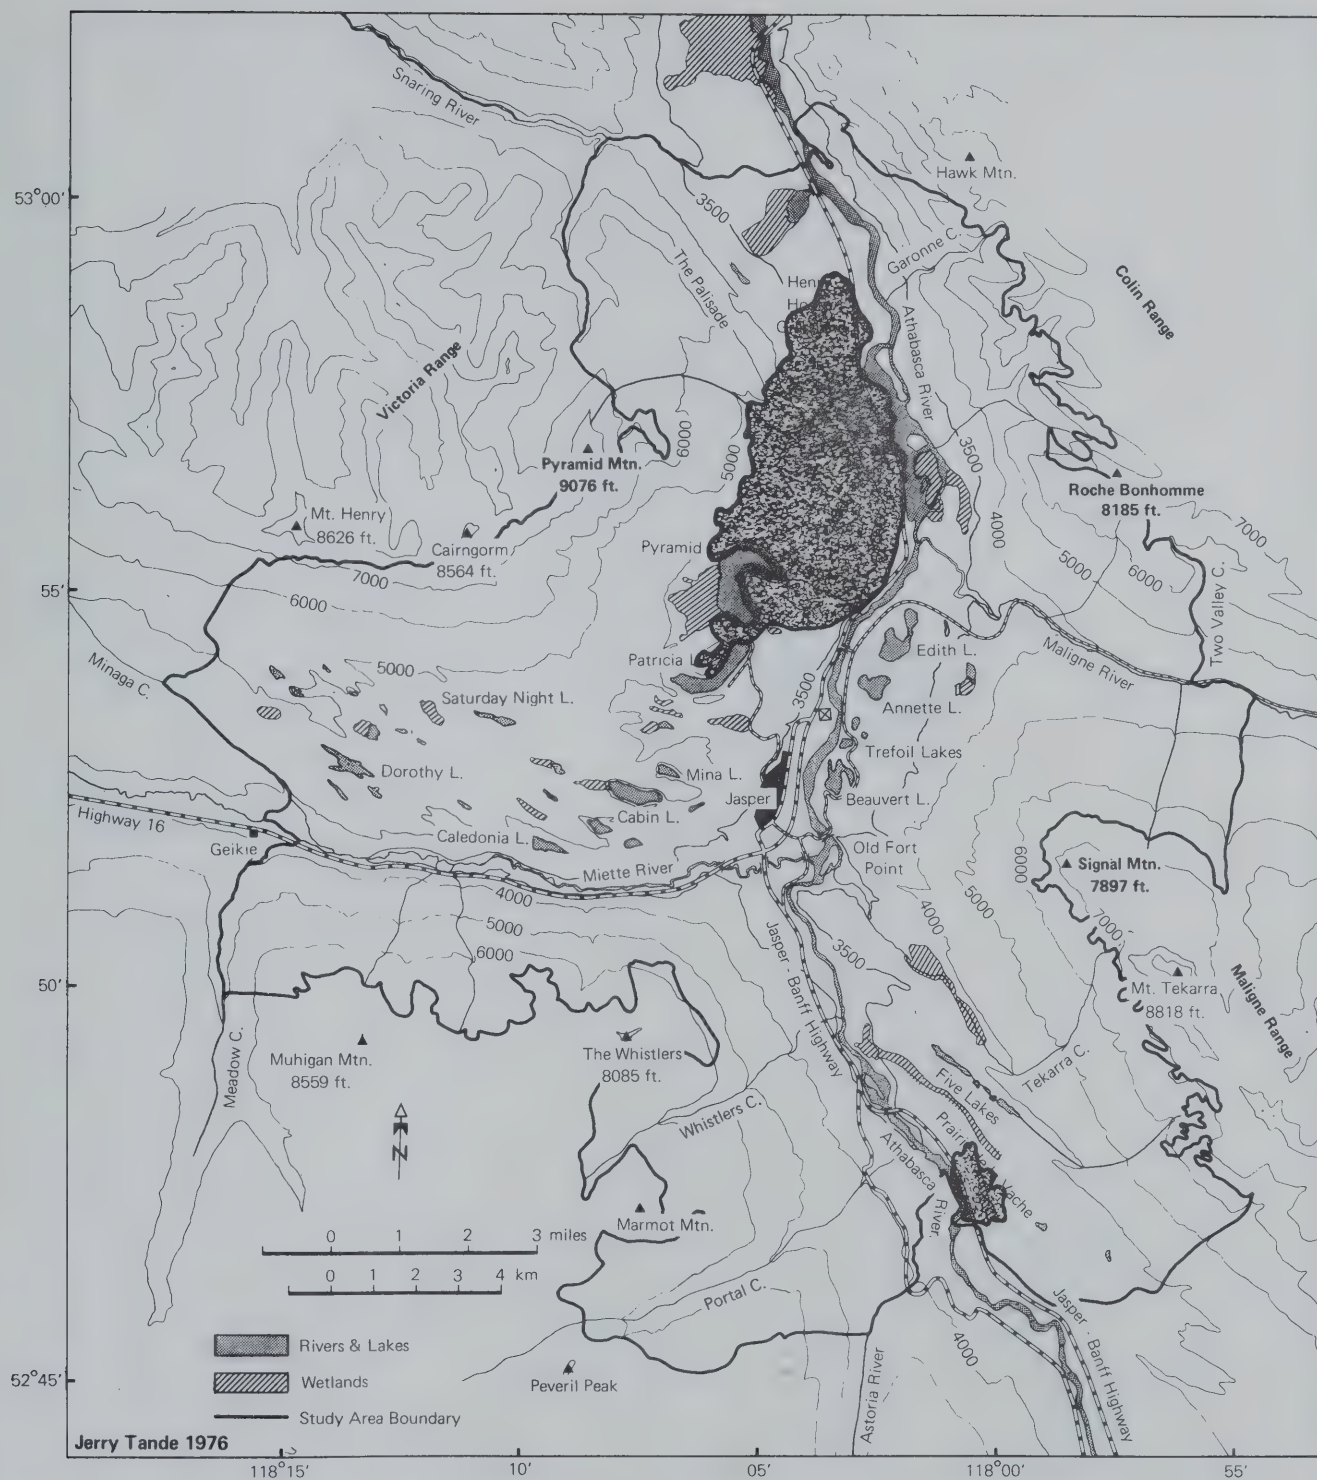 Snaring River
Hawk Mtn.
53°00'
3500
Garonne C.
The Palisade
Colin Range
Athabasca River
Victoria Range
6000
5000
3500
4000
Pyramid Mtn.
9076 ft.
Roche Bonhomme
8185 ft.
7000
Mt. Henry
8626 ft.
Cairngorm
8564 ft.
Pyramid
7000
5000
6000
Two Valley C.
55'
6000
Minaga C.
5000
Patricia
Edith L.
Maligne River
Saturday Night L.
3500
Annette L.
Trefoil Lakes
Dorothy L.
Mina L.
Jasper
Beauvert L.
Highway 16
Cabin L.
Geikie
Caledonia L.
Old Fort
Point
Miette River
6000
Signal Mtn.
7897 ft.
4000
5000
6000
4000
5000
7000
Jasper - Banff Highway
3500
50'
Mt. Tekarra
8818 ft.
Maligne Range
Meadow C.
Muhigan Mtn.
8559 ft.
The Whistlers
8085 ft.
Five Lakes
Tekarra C.
N
Whistlers C.
Athabasca
River
Vache
Marmot Mtn.
0 1 2 3 miles
0 1 2 3 4 km
Portal C.
Jasper - Banff Highway
4000
Rivers & Lakes
Wetlands
Study Area Boundary
52°45'
Peveril Peak
Astoria River
Jerry Tande 1976
118°15'
10'
05'
118°00'
55'